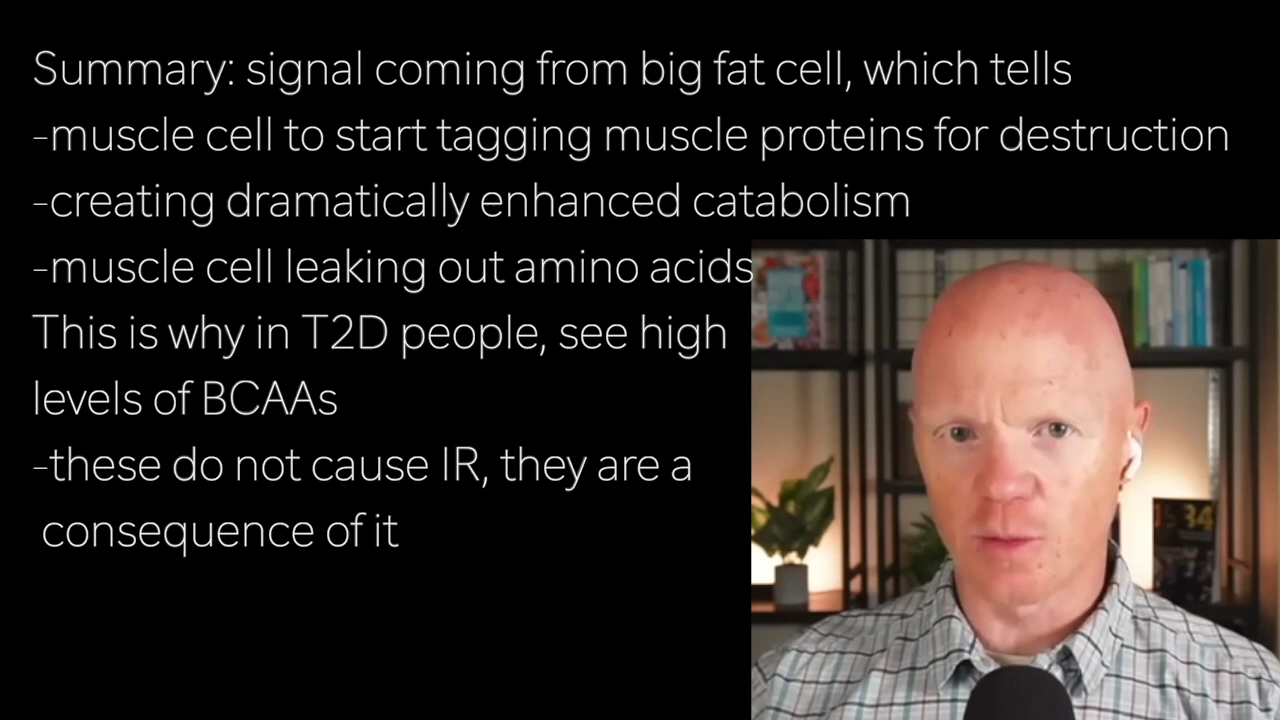 Summary: signal coming from big fat cell, which tells
-muscle cell to start tagging muscle proteins for destruction
-creating dramatically enhanced catabolism
-muscle cell leaking out amino acids
This is why in T2D people, see high
levels of BCAAs
-these do not cause IR, they are a
consequence of it